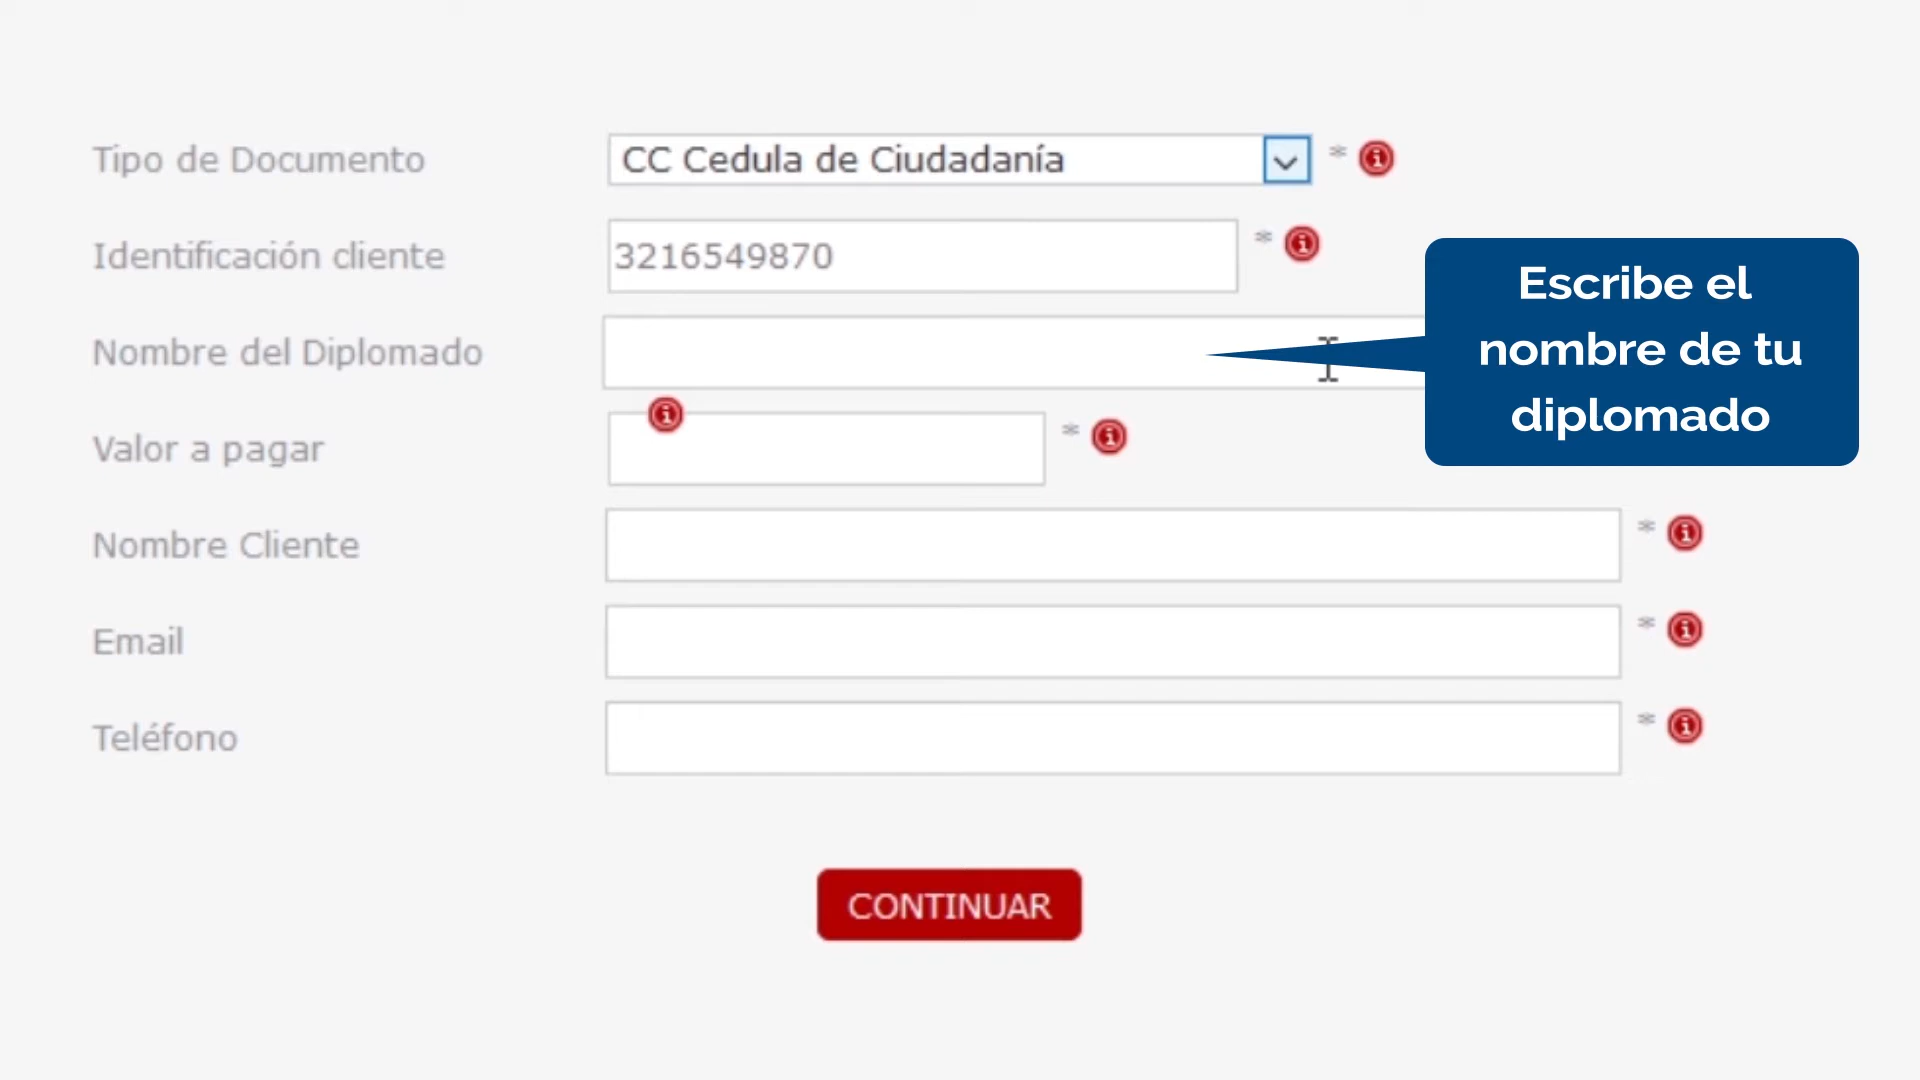 Tipo de Documento
CC Cedula de Ciudadanía
*
Identificación cliente
3216549870
*
Nombre del Diplomado
Escribe el
nombre de tu
diplomado
Valor a pagar
*
Nombre Cliente
*
Email
*
Teléfono
*
CONTINUAR